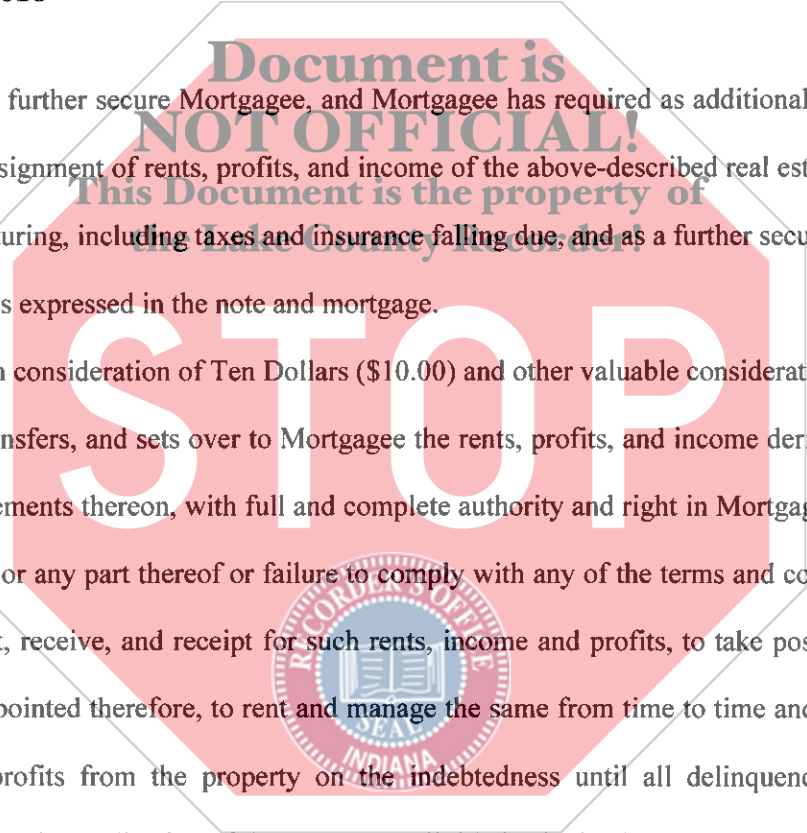 Document is
further secure Mortgagee, and Mortgagee has required as additional
NOT OFFICIAL!
signment of rents, profits, and income of the above-described real est
This Document is the property of
uring, including taxes and insurance falling due, and as a further secu
the Lake County Recorder!
s expressed in the note and mortgage.
n consideration of Ten Dollars ($10.00) and other valuable considerat
STOP
nsfers, and sets over to Mortgagee the rents, profits, and income deri
ements thereon, with full and complete authority and right in Mortgag
or any part thereof or failure to comply with any of the terms and co
RECORDER'S OFFICE
, receive, and receipt for such rents, income and profits, to take pos
pointed therefore, to rent and manage the same from time to time and
SEAL
INDIANA
profits from the property on the indebtedness until all delinquenc